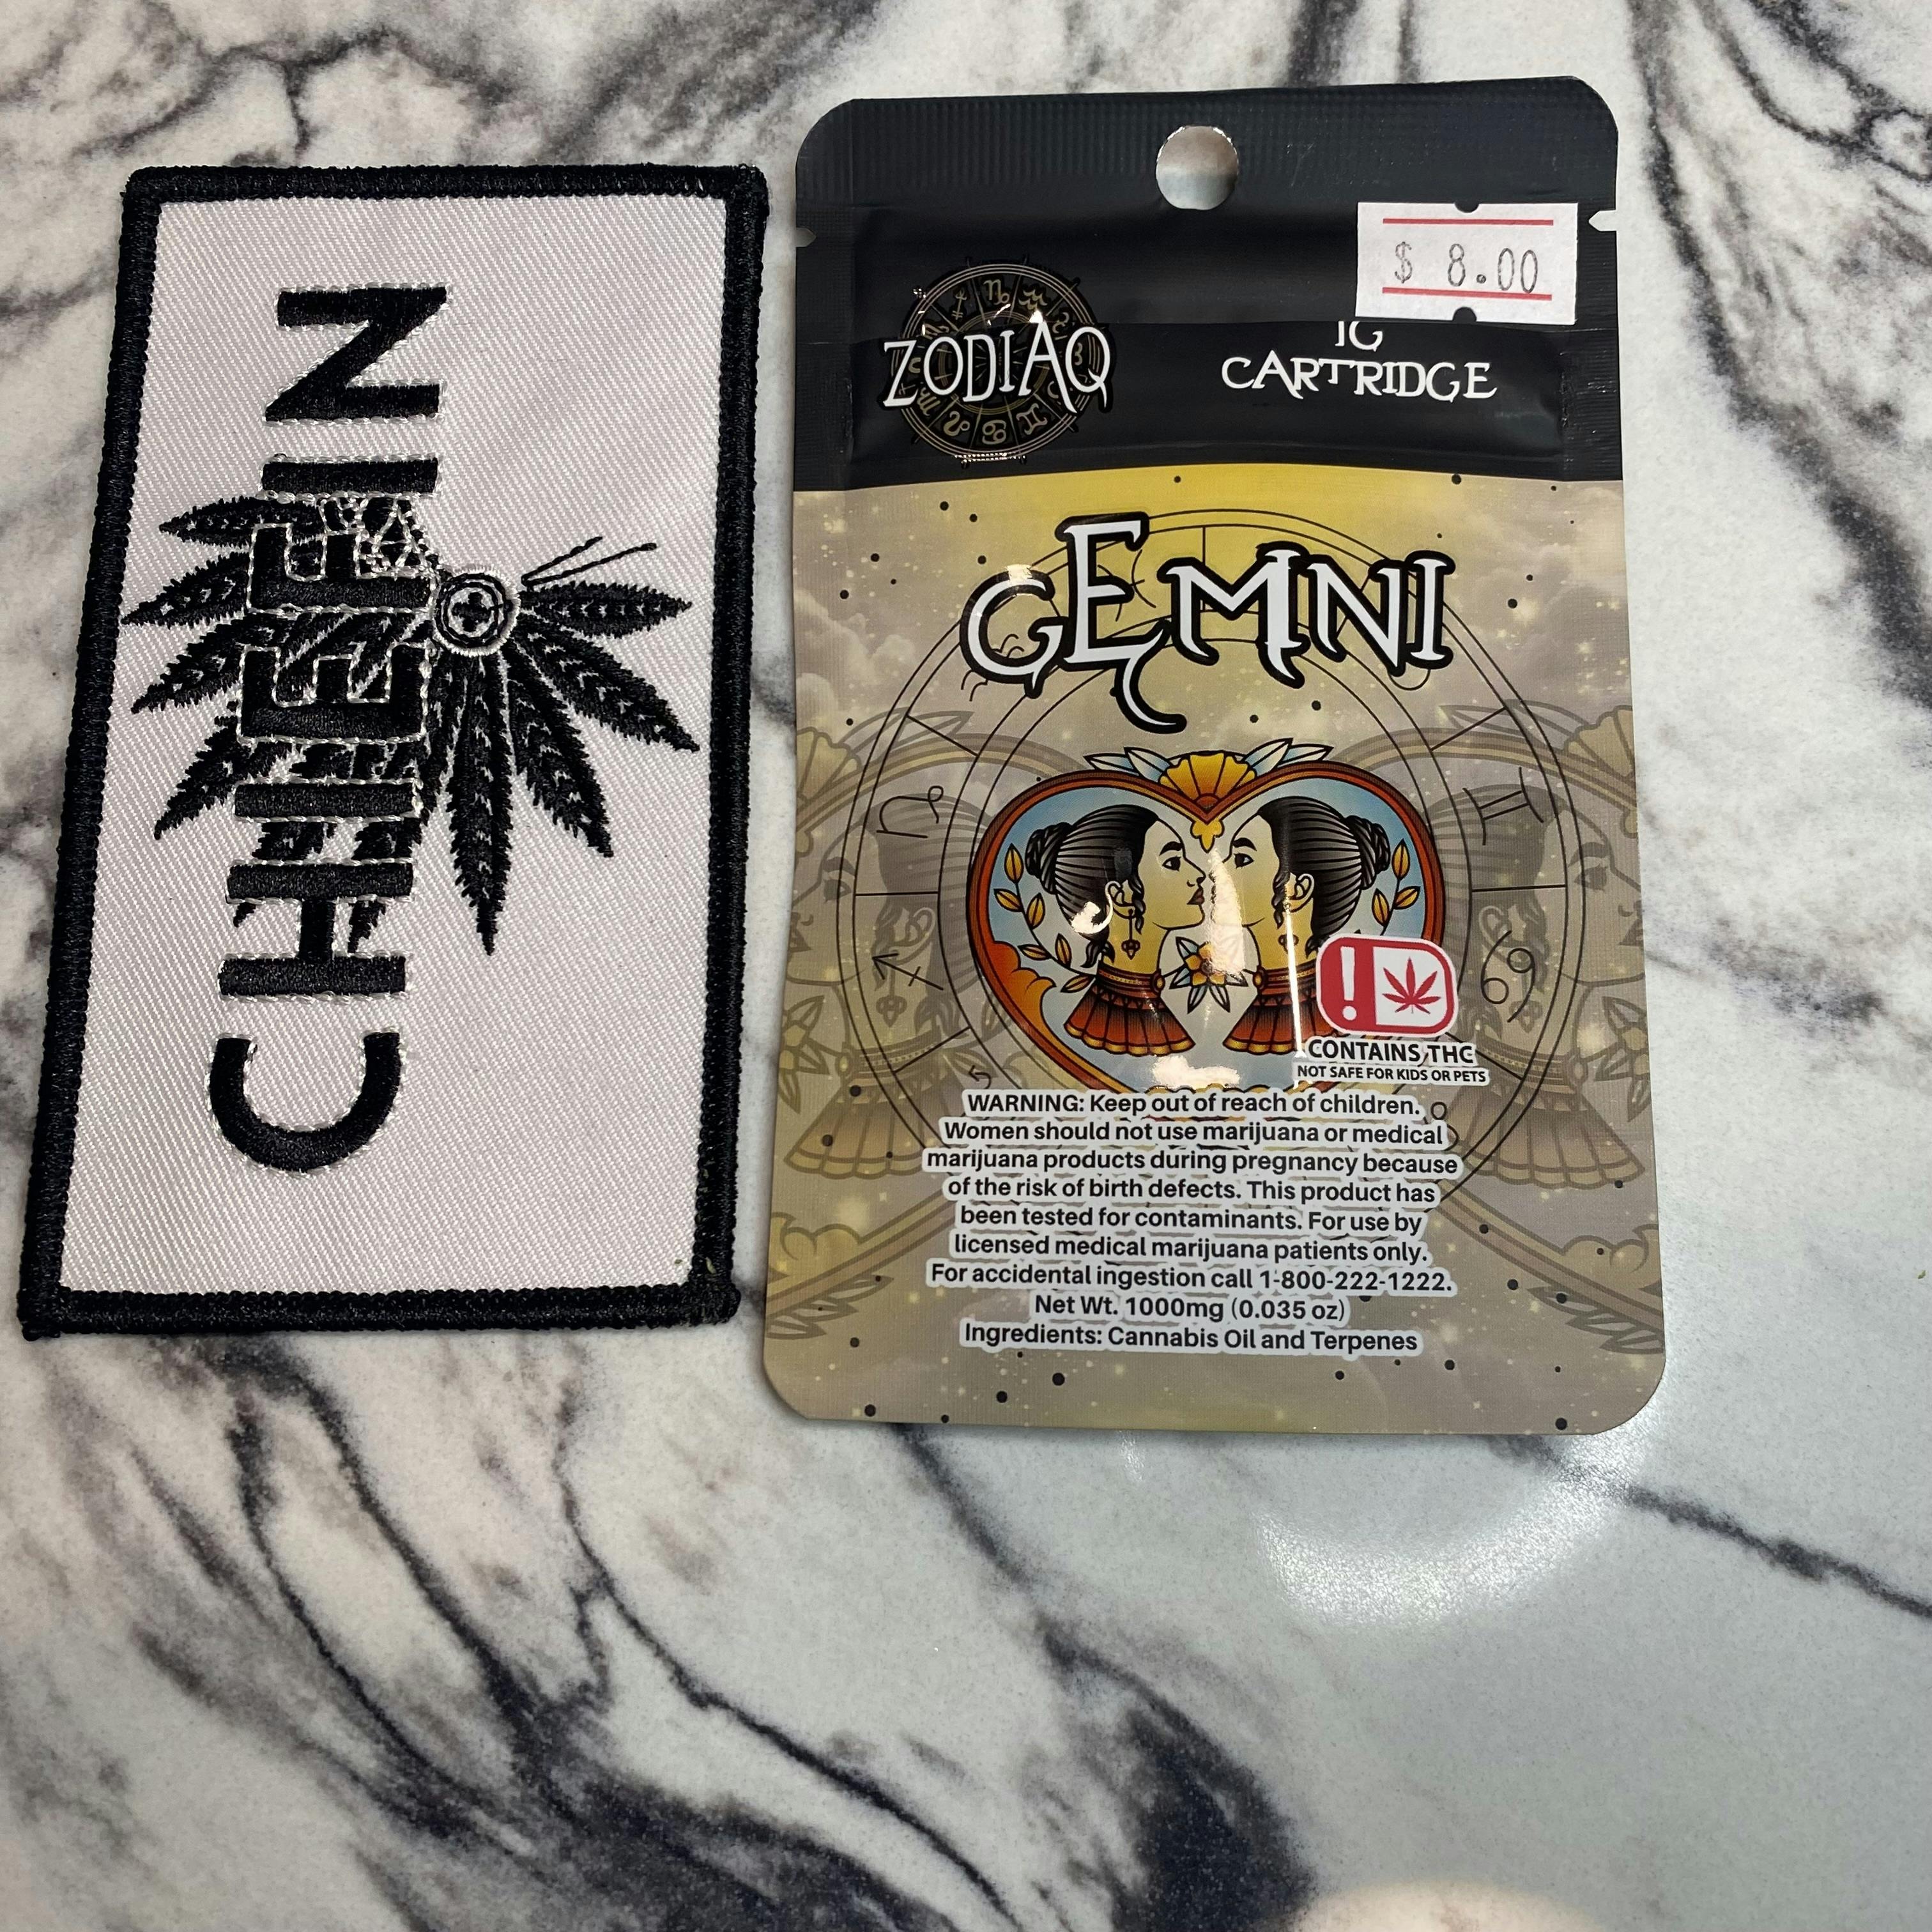 CHIEFIN
$ 8.00
ZODIAQ
1G
CARTRIDGE
GEMNI
CONTAINS THC
NOT SAFE FOR KIDS OR PETS
WARNING: Keep out of reach of children.
Women should not use marijuana or medical
marijuana products during pregnancy because
of the risk of birth defects. This product has
been tested for contaminants. For use by
licensed medical marijuana patients only.
For accidental ingestion call 1-800-222-1222.
Net Wt. 1000mg (0.035 oz)
Ingredients: Cannabis Oil and Terpenes